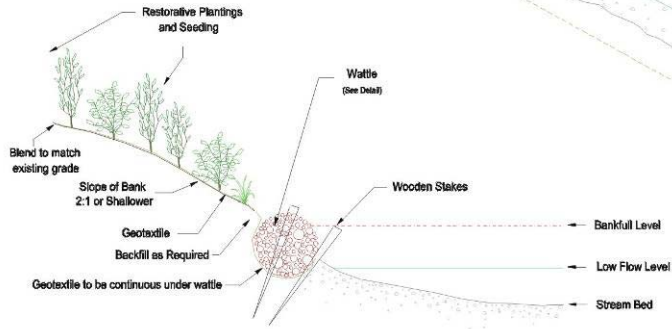 Restorative Plantings
and Seeding
Wattle
(See Detail)
Blend to match
existing grade
Slope of Bank
2:1 or Shallower
Wooden Stakes
Geotextile
Bankfull Level
Backfill as Required
Low Flow Level
Geotextile to be continuous under wattle
Stream Bed